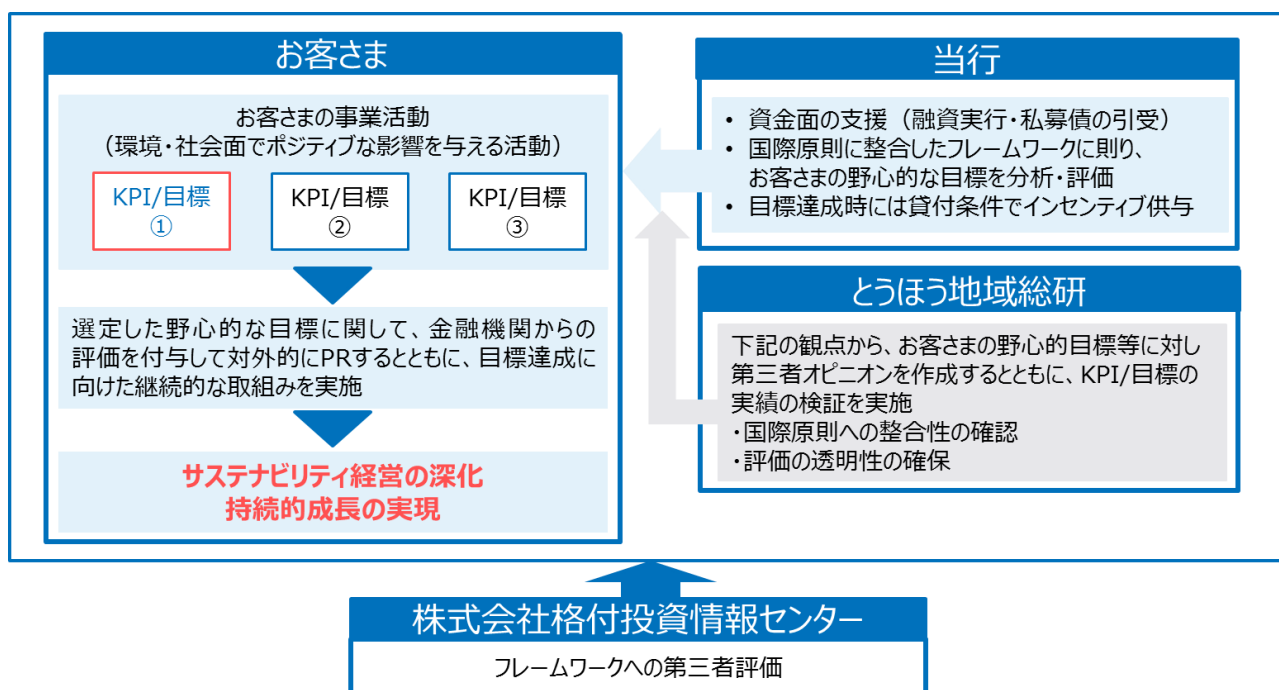 お客さま
お客さまの事業活動
（環境・社会面でポジティブな影響を与える活動）
KPI/目標
①
KPI/目標
②
KPI/目標
③
選定した野心的な目標に関して、金融機関からの
評価を付与して対外的にPRするとともに、目標達成に
向けた継続的な取組みを実施
サステナビリティ経営の深化
持続的成長の実現
当行
• 資金面の支援（融資実行・私募債の引受）
• 国際原則に整合したフレームワークに則り、
お客さまの野心的な目標を分析・評価
• 目標達成時には貸付条件でインセンティブ供与
とうほう地域総研
下記の観点から、お客さまの野心的目標等に対し
第三者オピニオンを作成するとともに、KPI/目標の
実績の検証を実施
・国際原則への整合性の確認
・評価の透明性の確保
株式会社格付投資情報センター
フレームワークへの第三者評価